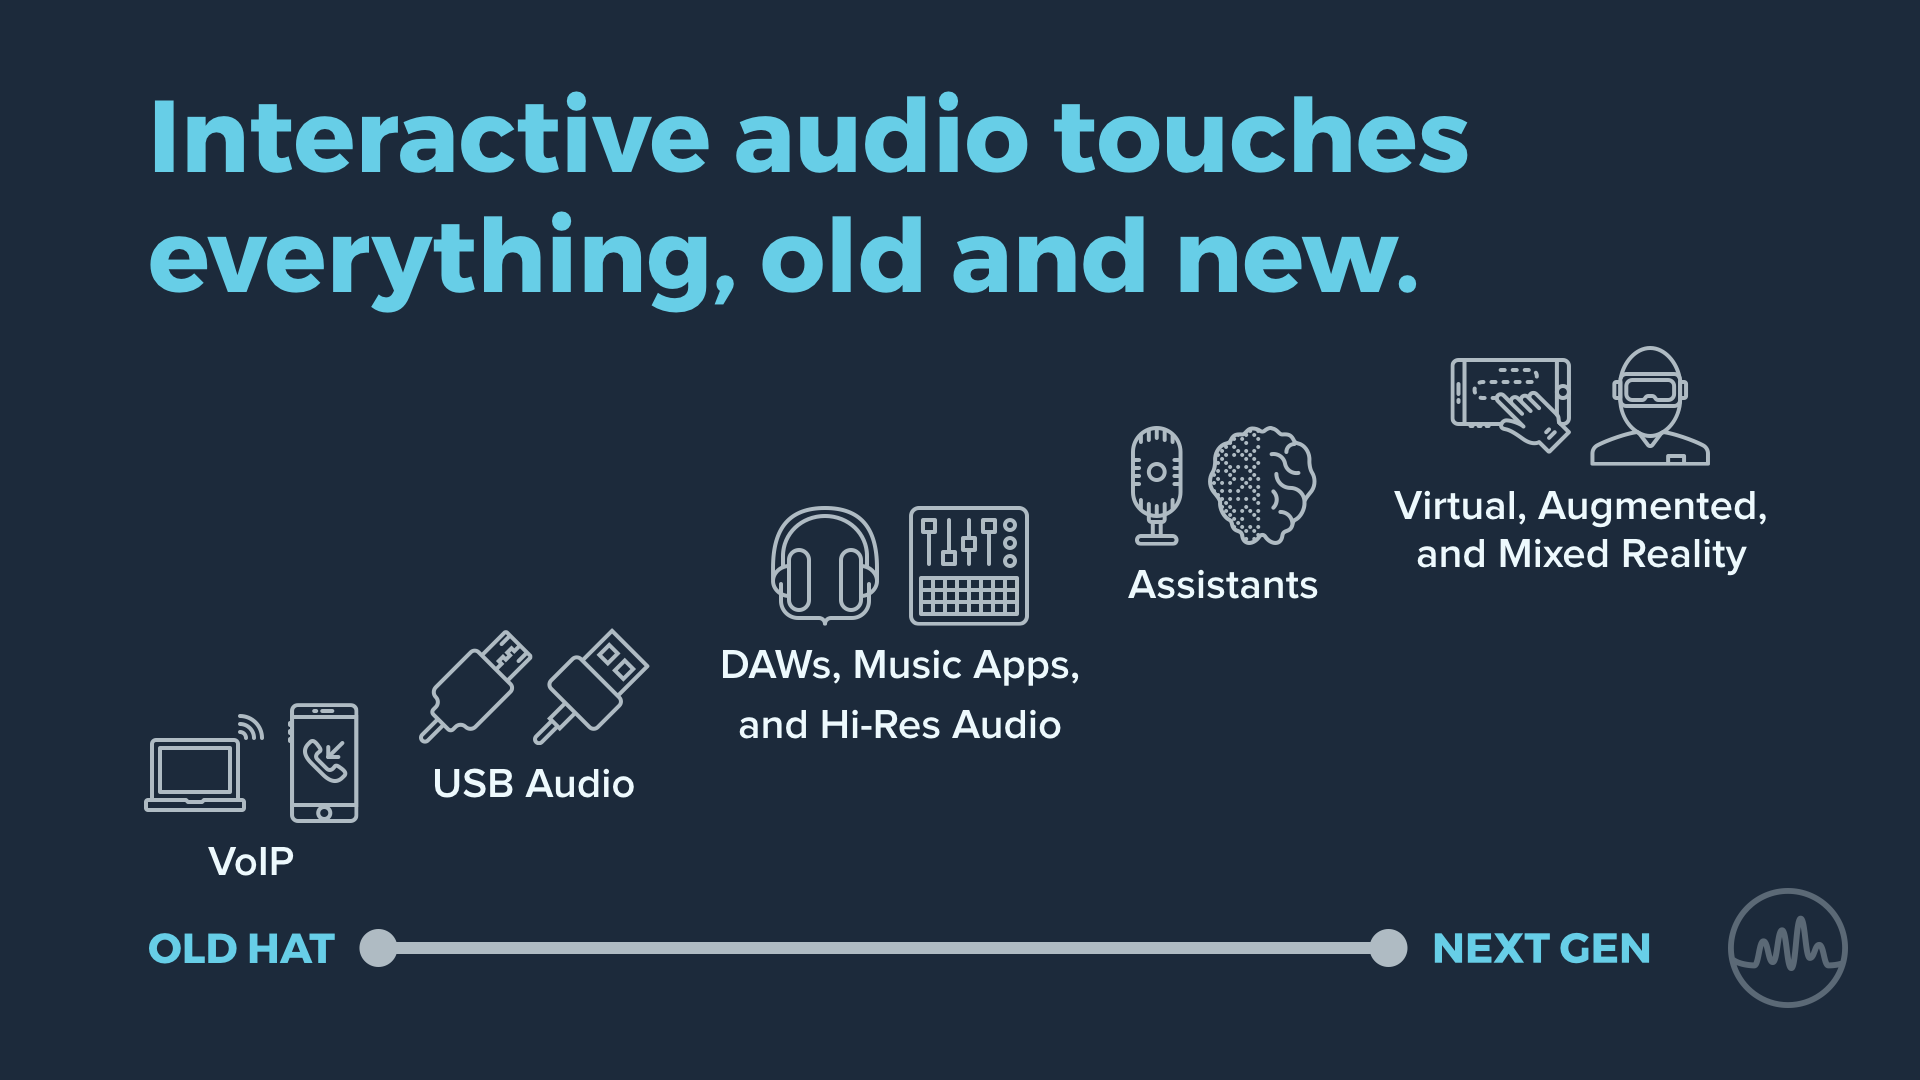 Interactive audio touches
everything, old and new.
Virtual, Augmented,
and Mixed Reality
Assistants
DAWs, Music Apps,
and Hi-Res Audio
USB Audio
VoIP
OLD HAT
NEXT GEN